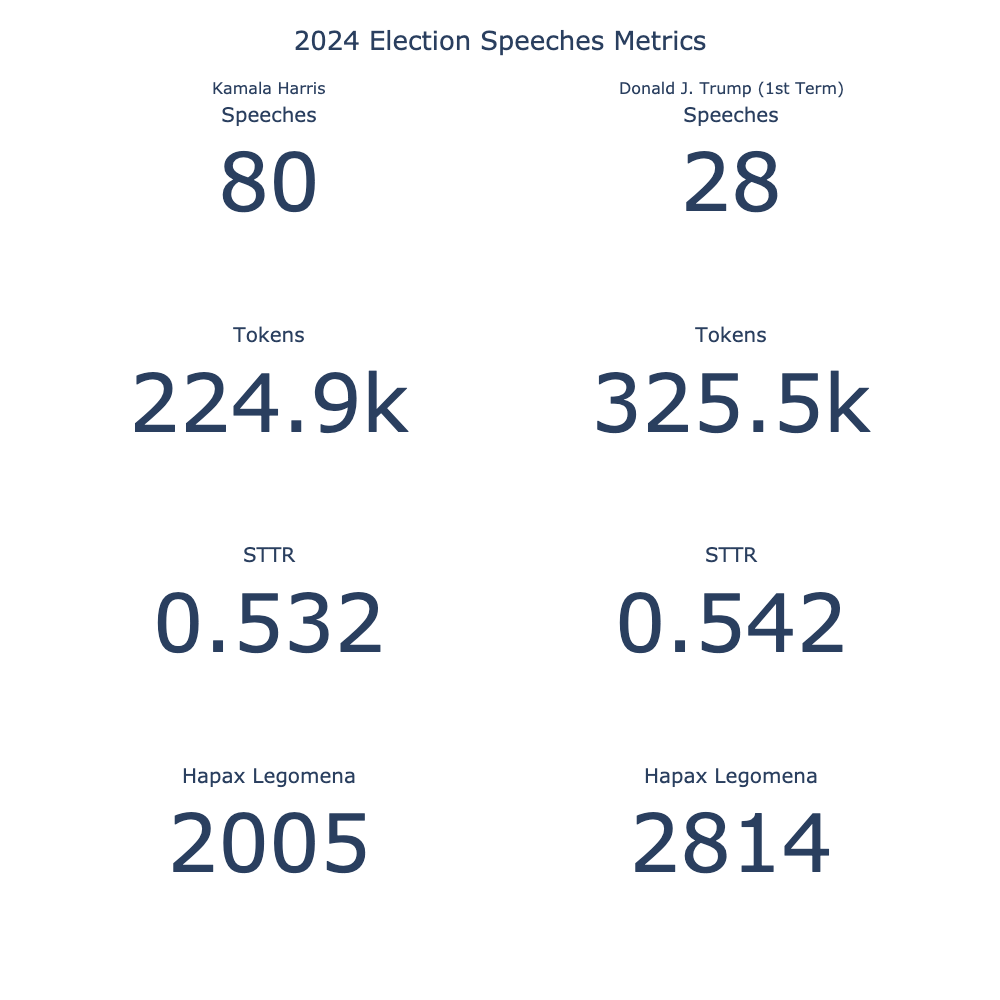 2024 Election Speeches Metrics
Kamala Harris
Speeches
80
Donald J. Trump (1st Term)
Speeches
28
Tokens
224.9k
Tokens
325.5k
STTR
0.532
STTR
0.542
Hapax Legomena
2005
Hapax Legomena
2814